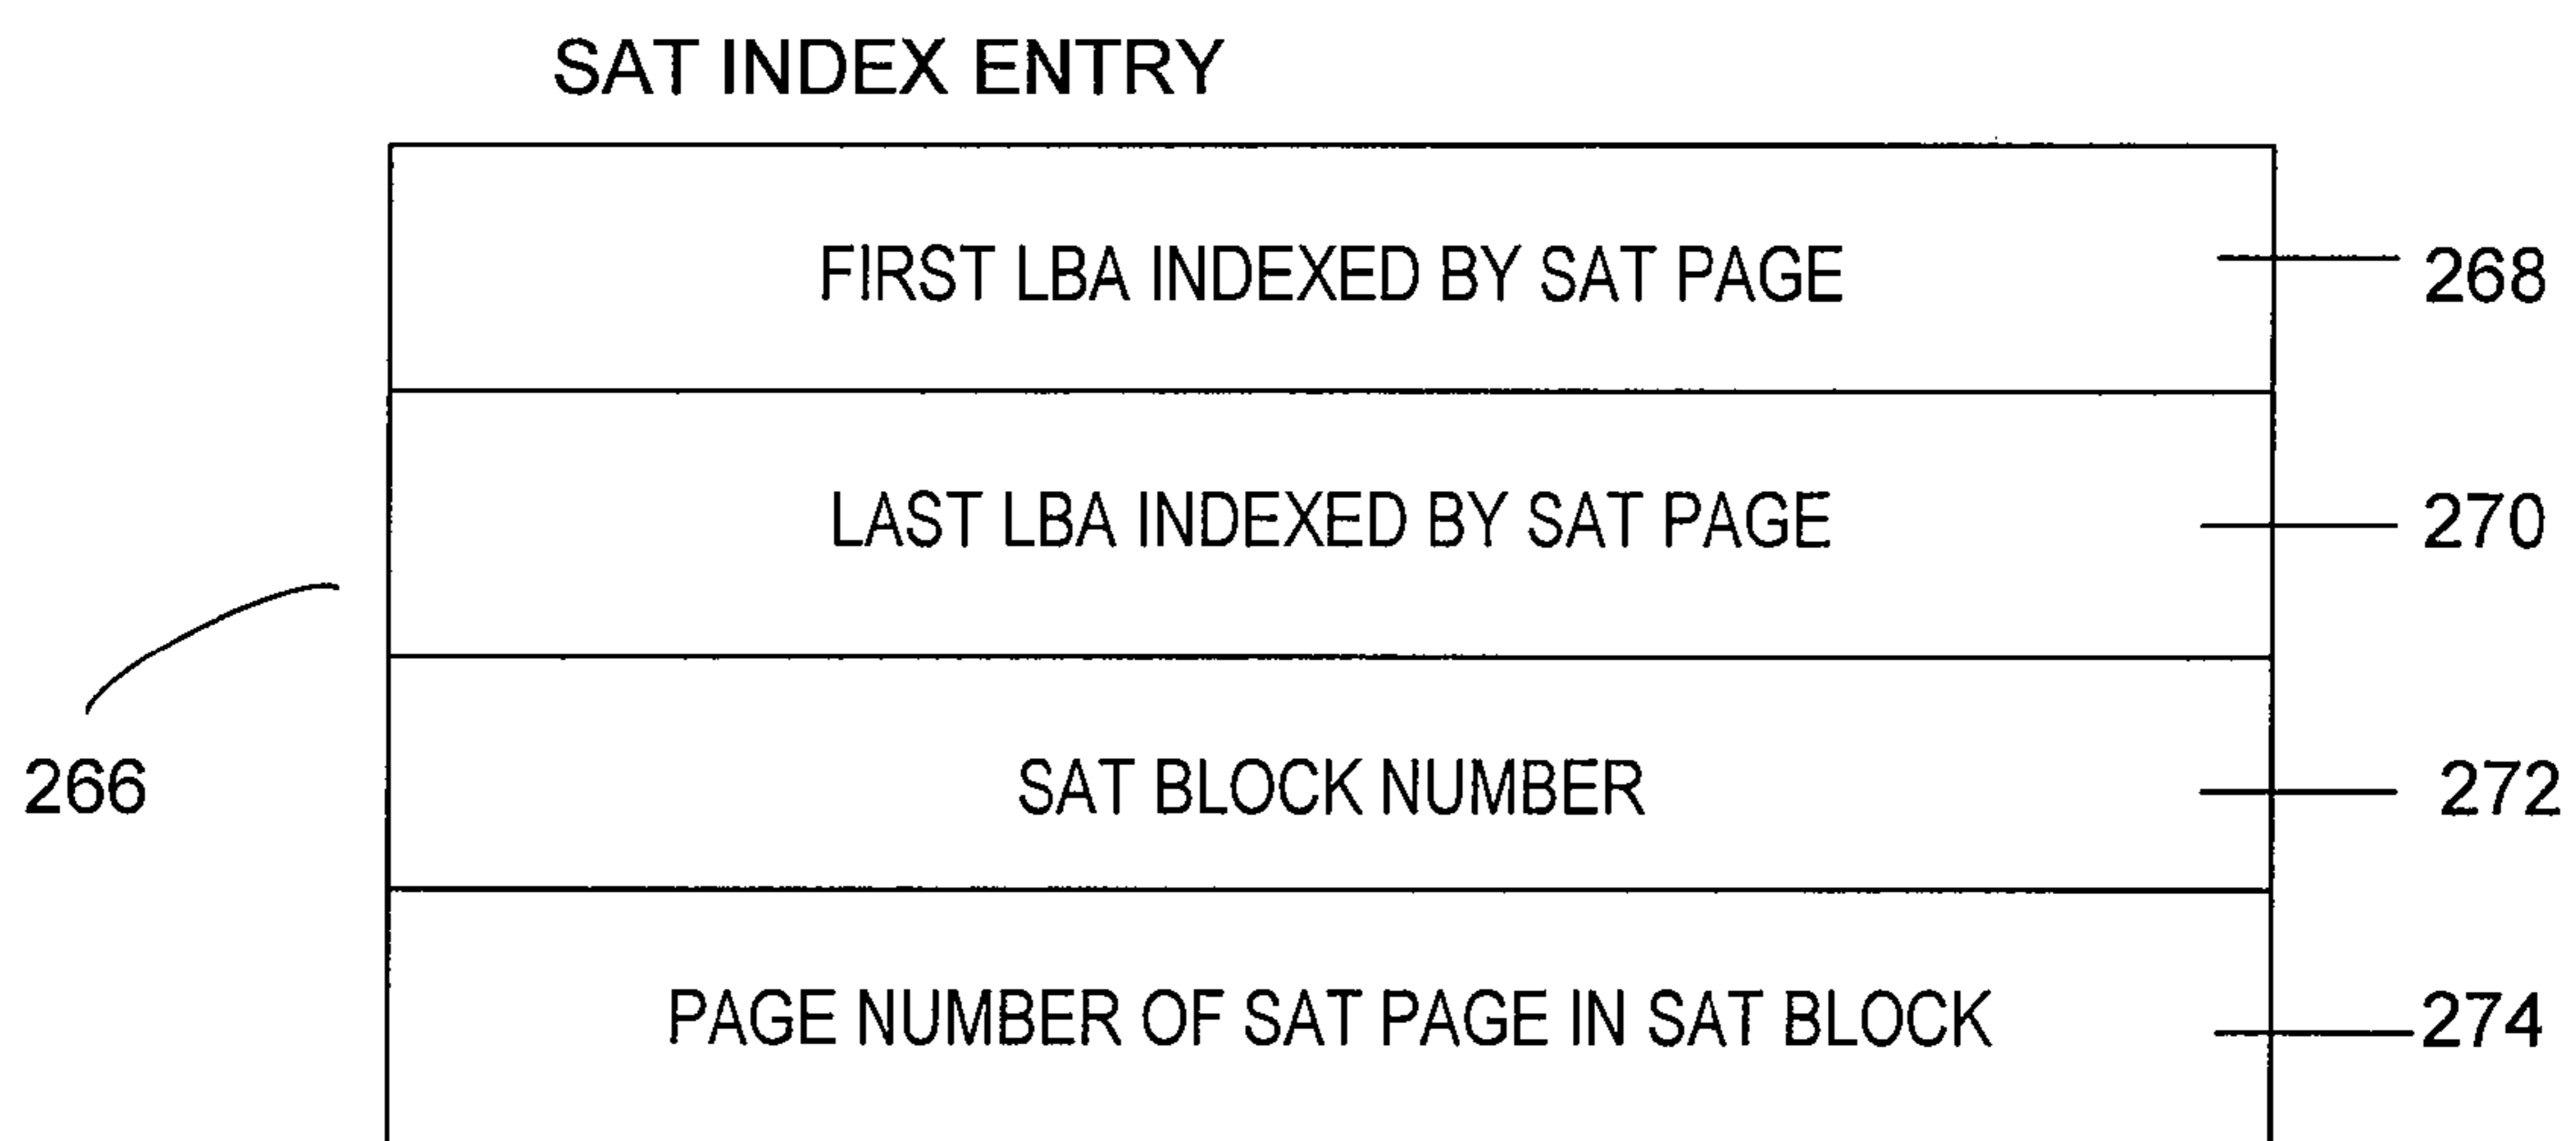 SAT INDEX ENTRY
FIRST LBA INDEXED BY SAT PAGE
268
LAST LBA INDEXED BY SAT PAGE
270
266
SAT BLOCK NUMBER
272
PAGE NUMBER OF SAT PAGE IN SAT BLOCK
274